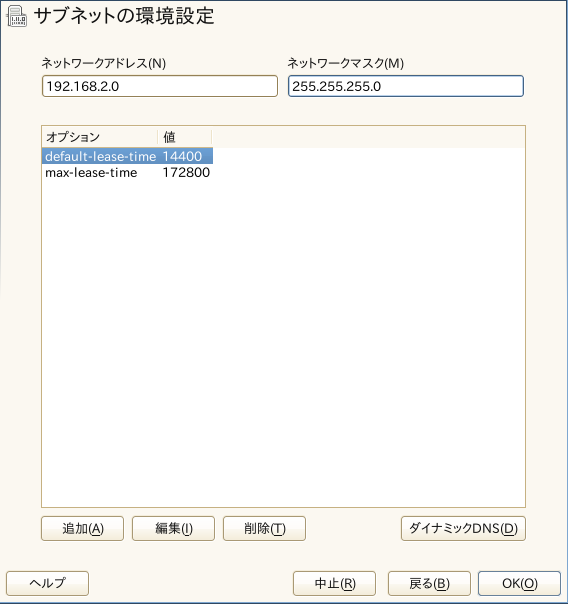 サブネットの環境設定
ネットワークアドレス(N) ネットワークマスク(M)
192.168.2.0 255.255.255.0
オプション 値
default-lease-time 14400
max-lease-time 172800
追加(A) 編集(I) 削除(T) ダイナミックDNS(D)
ヘルプ 中止(R) 戻る(B) OK(O)